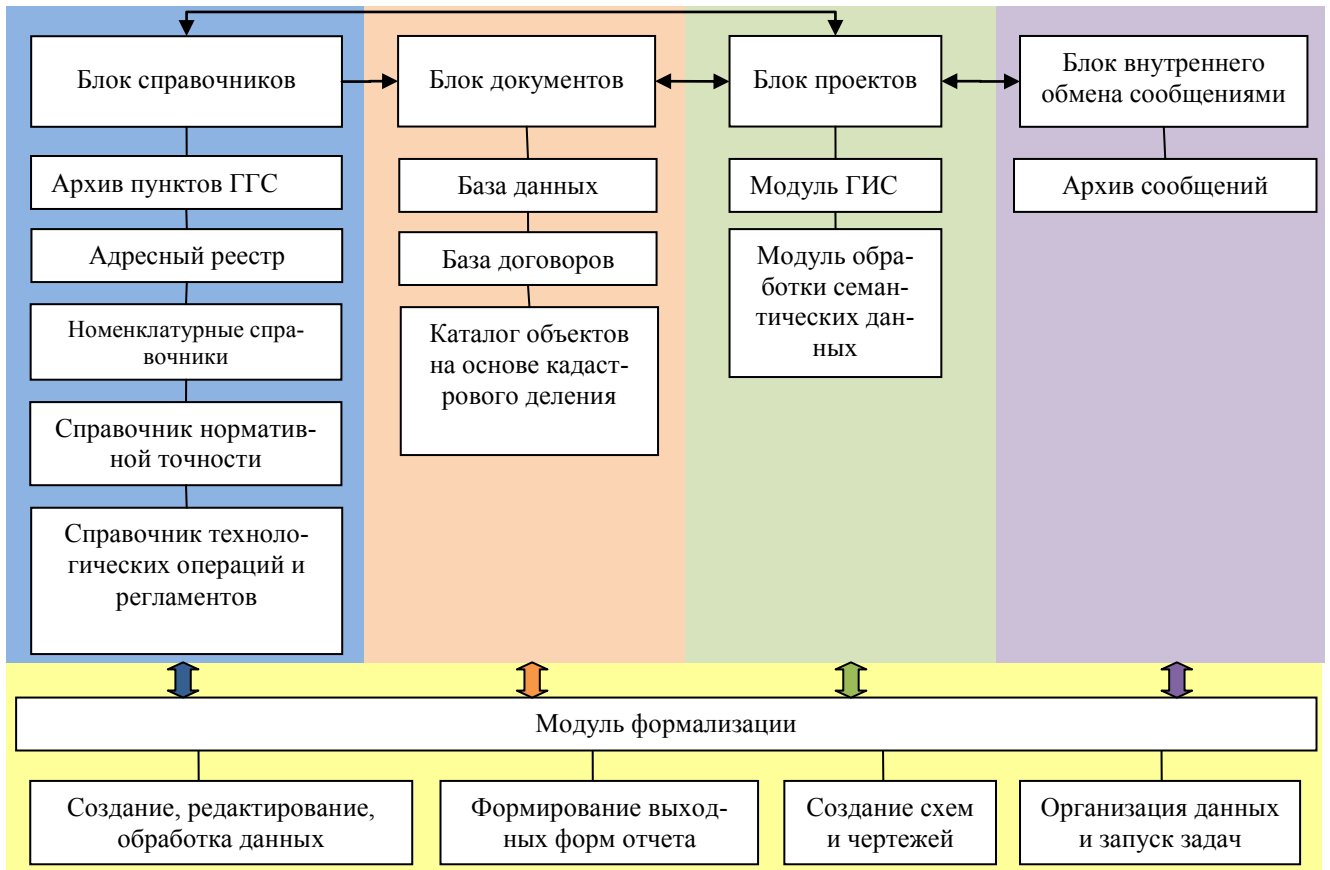 Блок справочников
Блок документов
Блок проектов
Блок внутреннего
обмена сообщениями
Архив пунктов ГГС
Адресный реестр
Номенклатурные спра-
вочники
Справочник норматив-
ной точности
Справочник техноло-
гических операций и
регламентов
База данных
База договоров
Каталог объектов
на основе кадаст-
рового деления
Модуль ГИС
Модуль обра-
ботки семан-
тических дан-
ных
Архив сообщений
Модуль формализации
Создание, редактирование,
обработка данных
Формирование выход-
ных форм отчета
Создание схем
и чертежей
Организация данных
и запуск задач